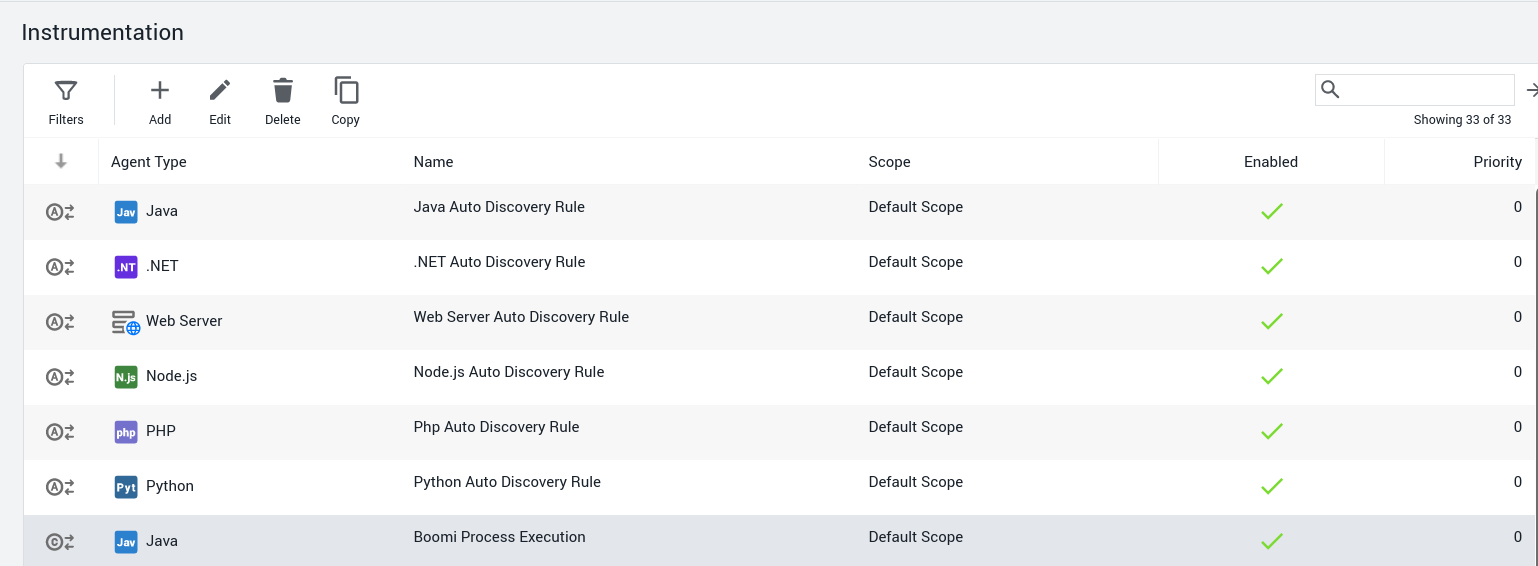 Instrumentation
Filters Add Edit Delete Copy
Showing 33 of 33
Agent Type Name Scope Enabled Priority
A Jav Java Java Auto Discovery Rule Default Scope 0
A .NT .NET .NET Auto Discovery Rule Default Scope 0
A Web Server Web Server Auto Discovery Rule Default Scope 0
A N.js Node.js Node.js Auto Discovery Rule Default Scope 0
A php PHP Php Auto Discovery Rule Default Scope 0
A Pyt Python Python Auto Discovery Rule Default Scope 0
C Jav Java Boomi Process Execution Default Scope 0